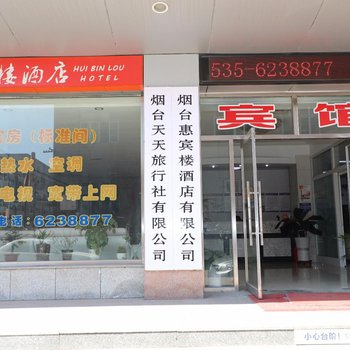 楼酒店
HUI BIN LOU
HOTEL
535-6238877
宾馆
客房（标准间）
热水 空调
电视 宽带上网
电话：6238877
烟台天天旅行社有限公司
烟台惠宾楼酒店有限公司
小心台阶！